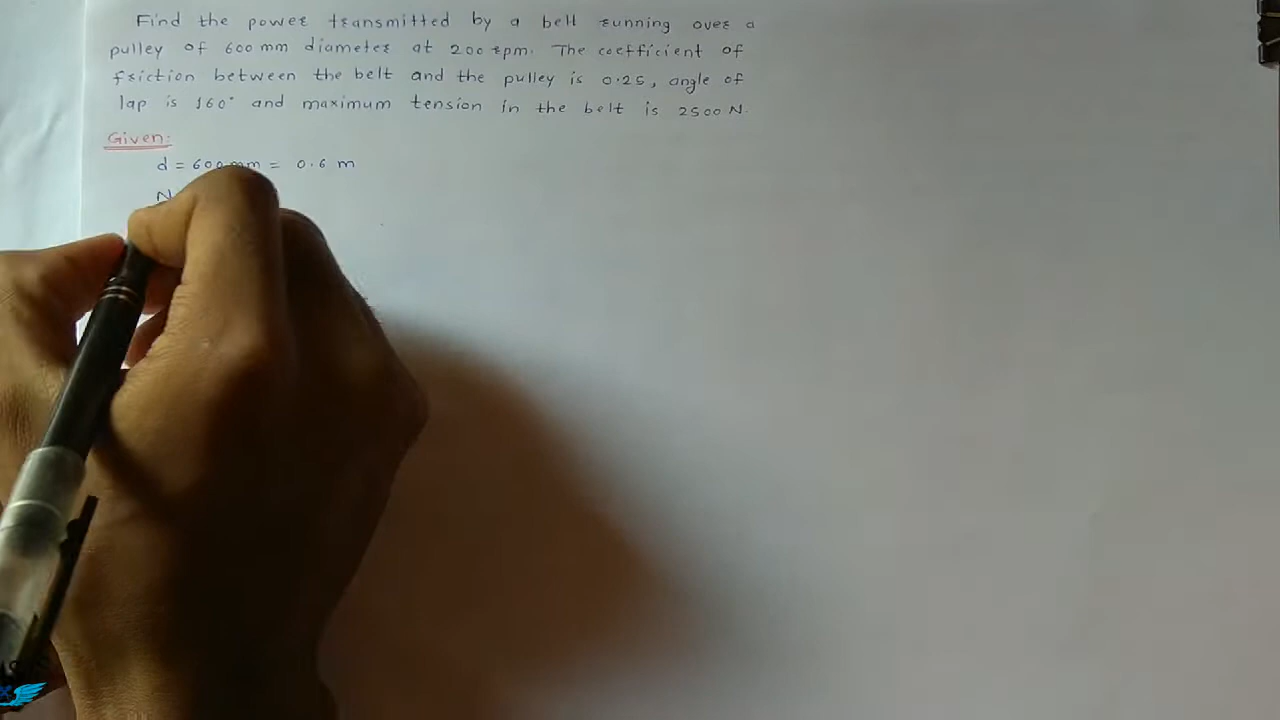 Find the power transmitted by a belt running over a
pulley of 600 mm diameter at 200 rpm. The coefficient of
friction between the belt and the pulley is 0.25, angle of
lap is 160° and maximum tension in the belt is 2500 N.
Given:
d = 600 mm = 0.6 m
N